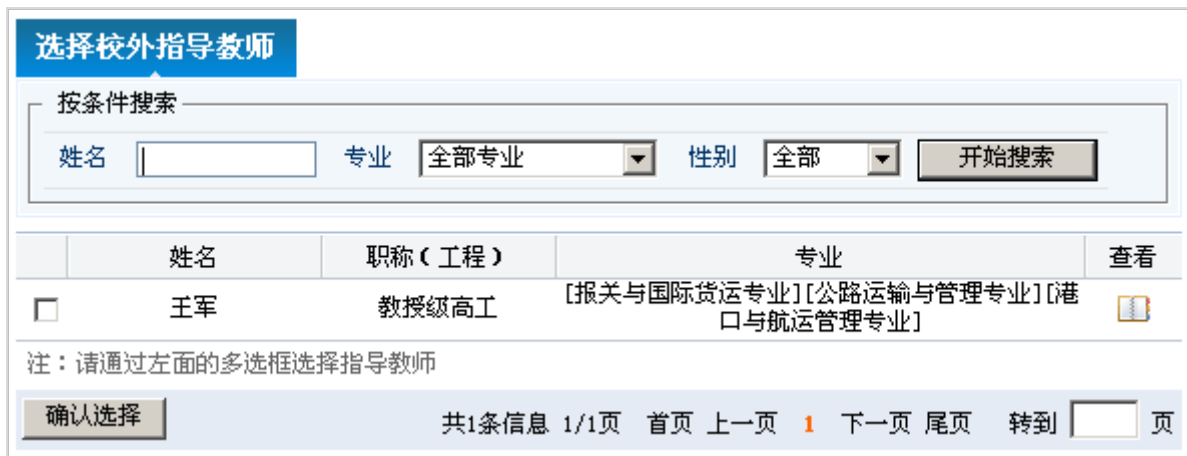 选择校外指导教师
按条件搜索
姓名 专业 全部专业 性别 全部 开始搜索
姓名 职称(工程) 专业 查看
王军 教授级高工 [报关与国际货运专业][公路运输与管理专业][港
口与航运管理专业]
注:请通过左面的多选框选择指导教师
确认选择 共1条信息 1/1页 首页 上一页 1 下一页 尾页 转到 页